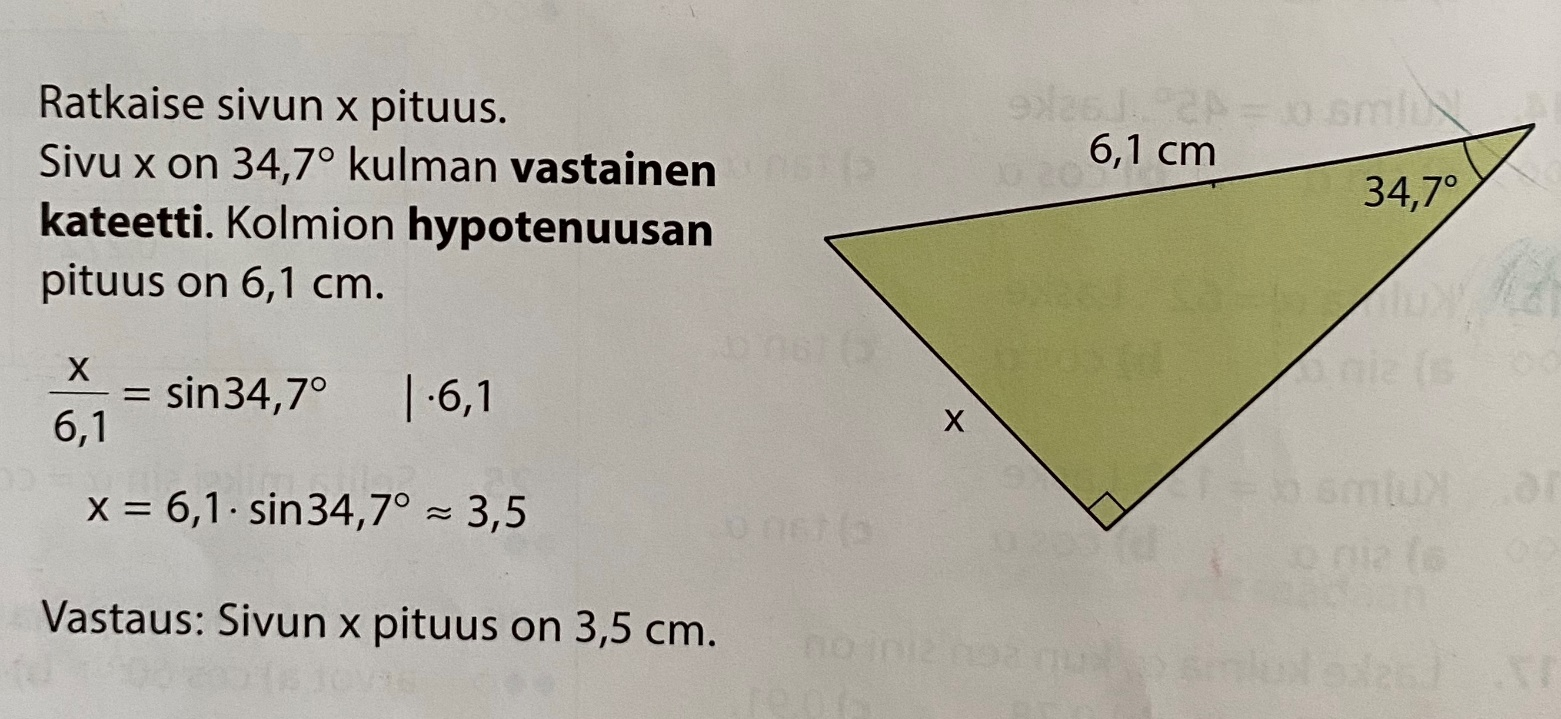 Ratkaise sivun x pituus.
Sivu x on 34,7° kulman vastainen
kateetti. Kolmion hypotenuusan
pituus on 6,1 cm.
x
6,1
= sin34,7° | ·6,1
x = 6,1· sin34,7° ≈ 3,5
Vastaus: Sivun x pituus on 3,5 cm.
6,1 cm
34,7°
x